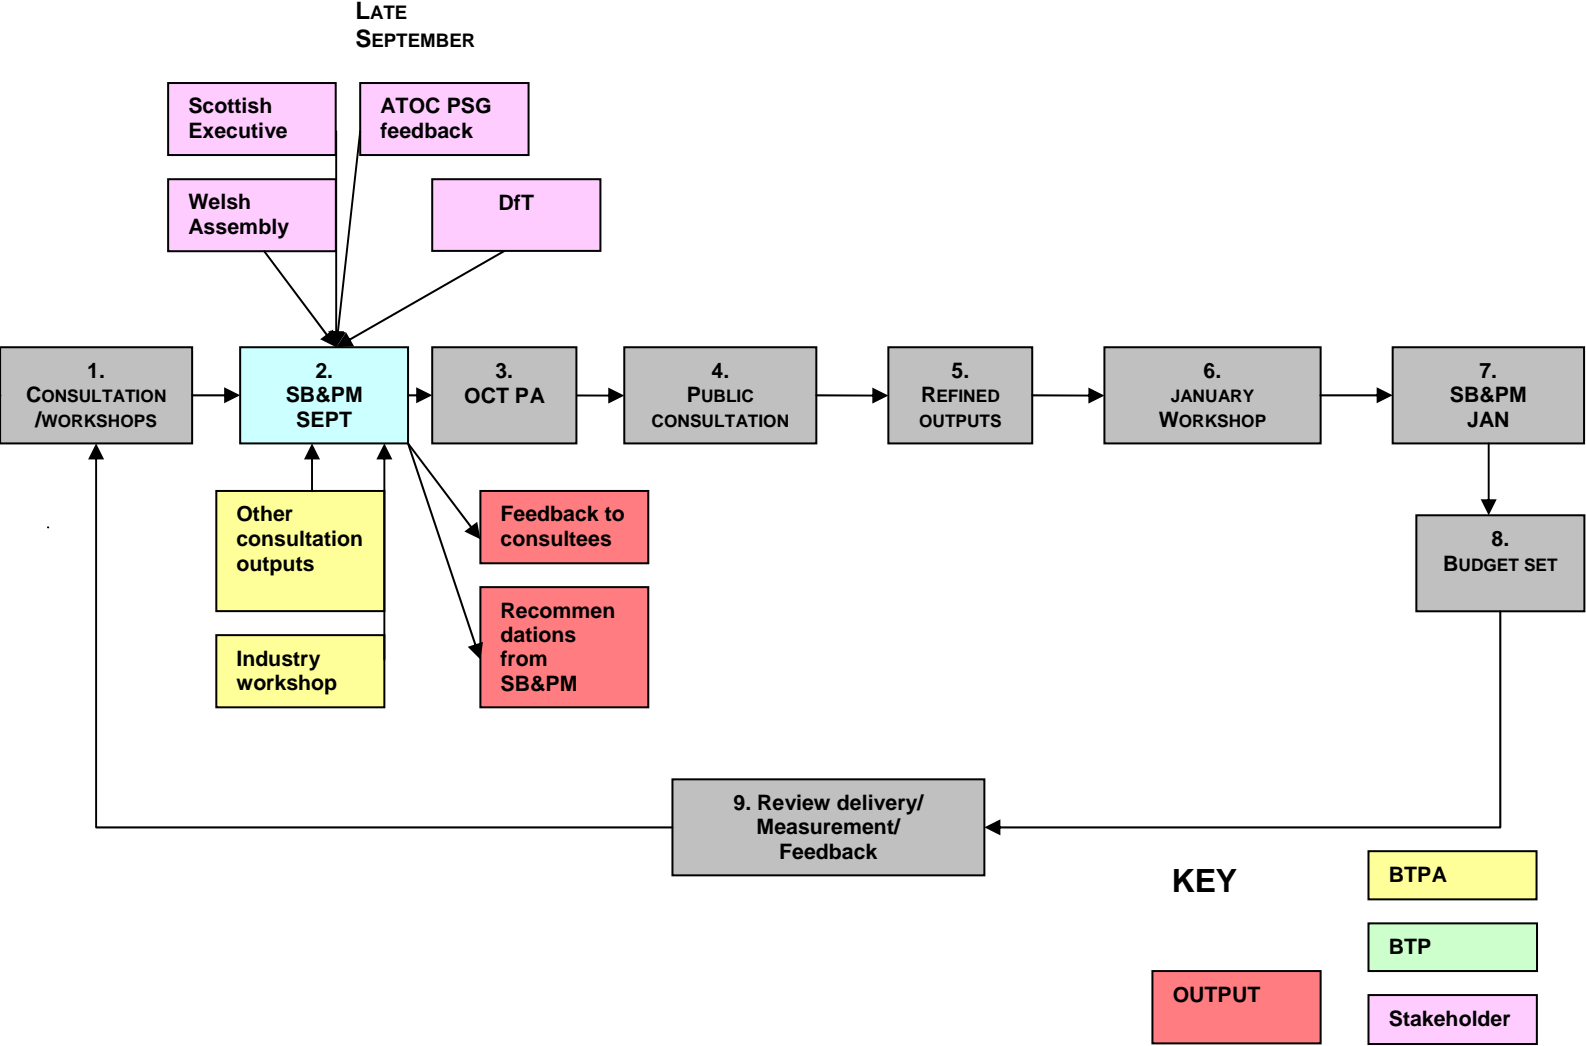 LATE
SEPTEMBER
Scottish
Executive
ATOC PSG
feedback
Welsh
Assembly
DfT
1.
CONSULTATION
/WORKSHOPS
2.
SB&PM
SEPT
3.
OCT PA
4.
PUBLIC
CONSULTATION
5.
REFINED
OUTPUTS
6.
JANUARY
WORKSHOP
7.
SB&PM
JAN
8.
BUDGET SET
Other
consultation
outputs
Industry
workshop
Feedback to
consultees
Recommen
dations
from
SB&PM
9. Review delivery/
Measurement/
Feedback
KEY
BTPA
BTP
OUTPUT
Stakeholder